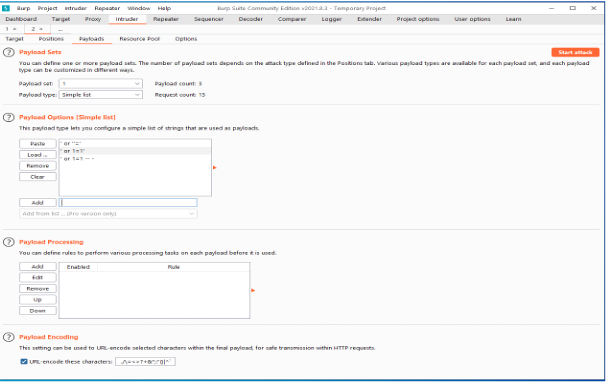 Burp Project Intruder Repeater Window Help Burp Suite Community Edition v2021.8.3 - Temporary Project
Dashboard Target Proxy Intruder Repeater Sequencer Decoder Comparer Logger Extender Project options User options Learn
1 × 2 × ...
Target Positions Payloads Resource Pool Options
Payload Sets Start attack
You can define one or more payload sets. The number of payload sets depends on the attack type defined in the Positions tab. Various payload types are available for each payload set, and each payload
type can be customized in different ways.
Payload set: 1 Payload count: 3
Payload type: Simple list Request count: 15
Payload Options [Simple list]
This payload type lets you configure a simple list of strings that are used as payloads.
Paste ' or ''='
Load ... ' or 1=1'
Remove ' or 1=1 -- -
Clear
Add
Add from list ... [Pro version only]
Payload Processing
You can define rules to perform various processing tasks on each payload before it is used.
Add Enabled Rule
Edit
Remove
Up
Down
Payload Encoding
This setting can be used to URL-encode selected characters within the final payload, for safe transmission within HTTP requests.
URL-encode these characters: